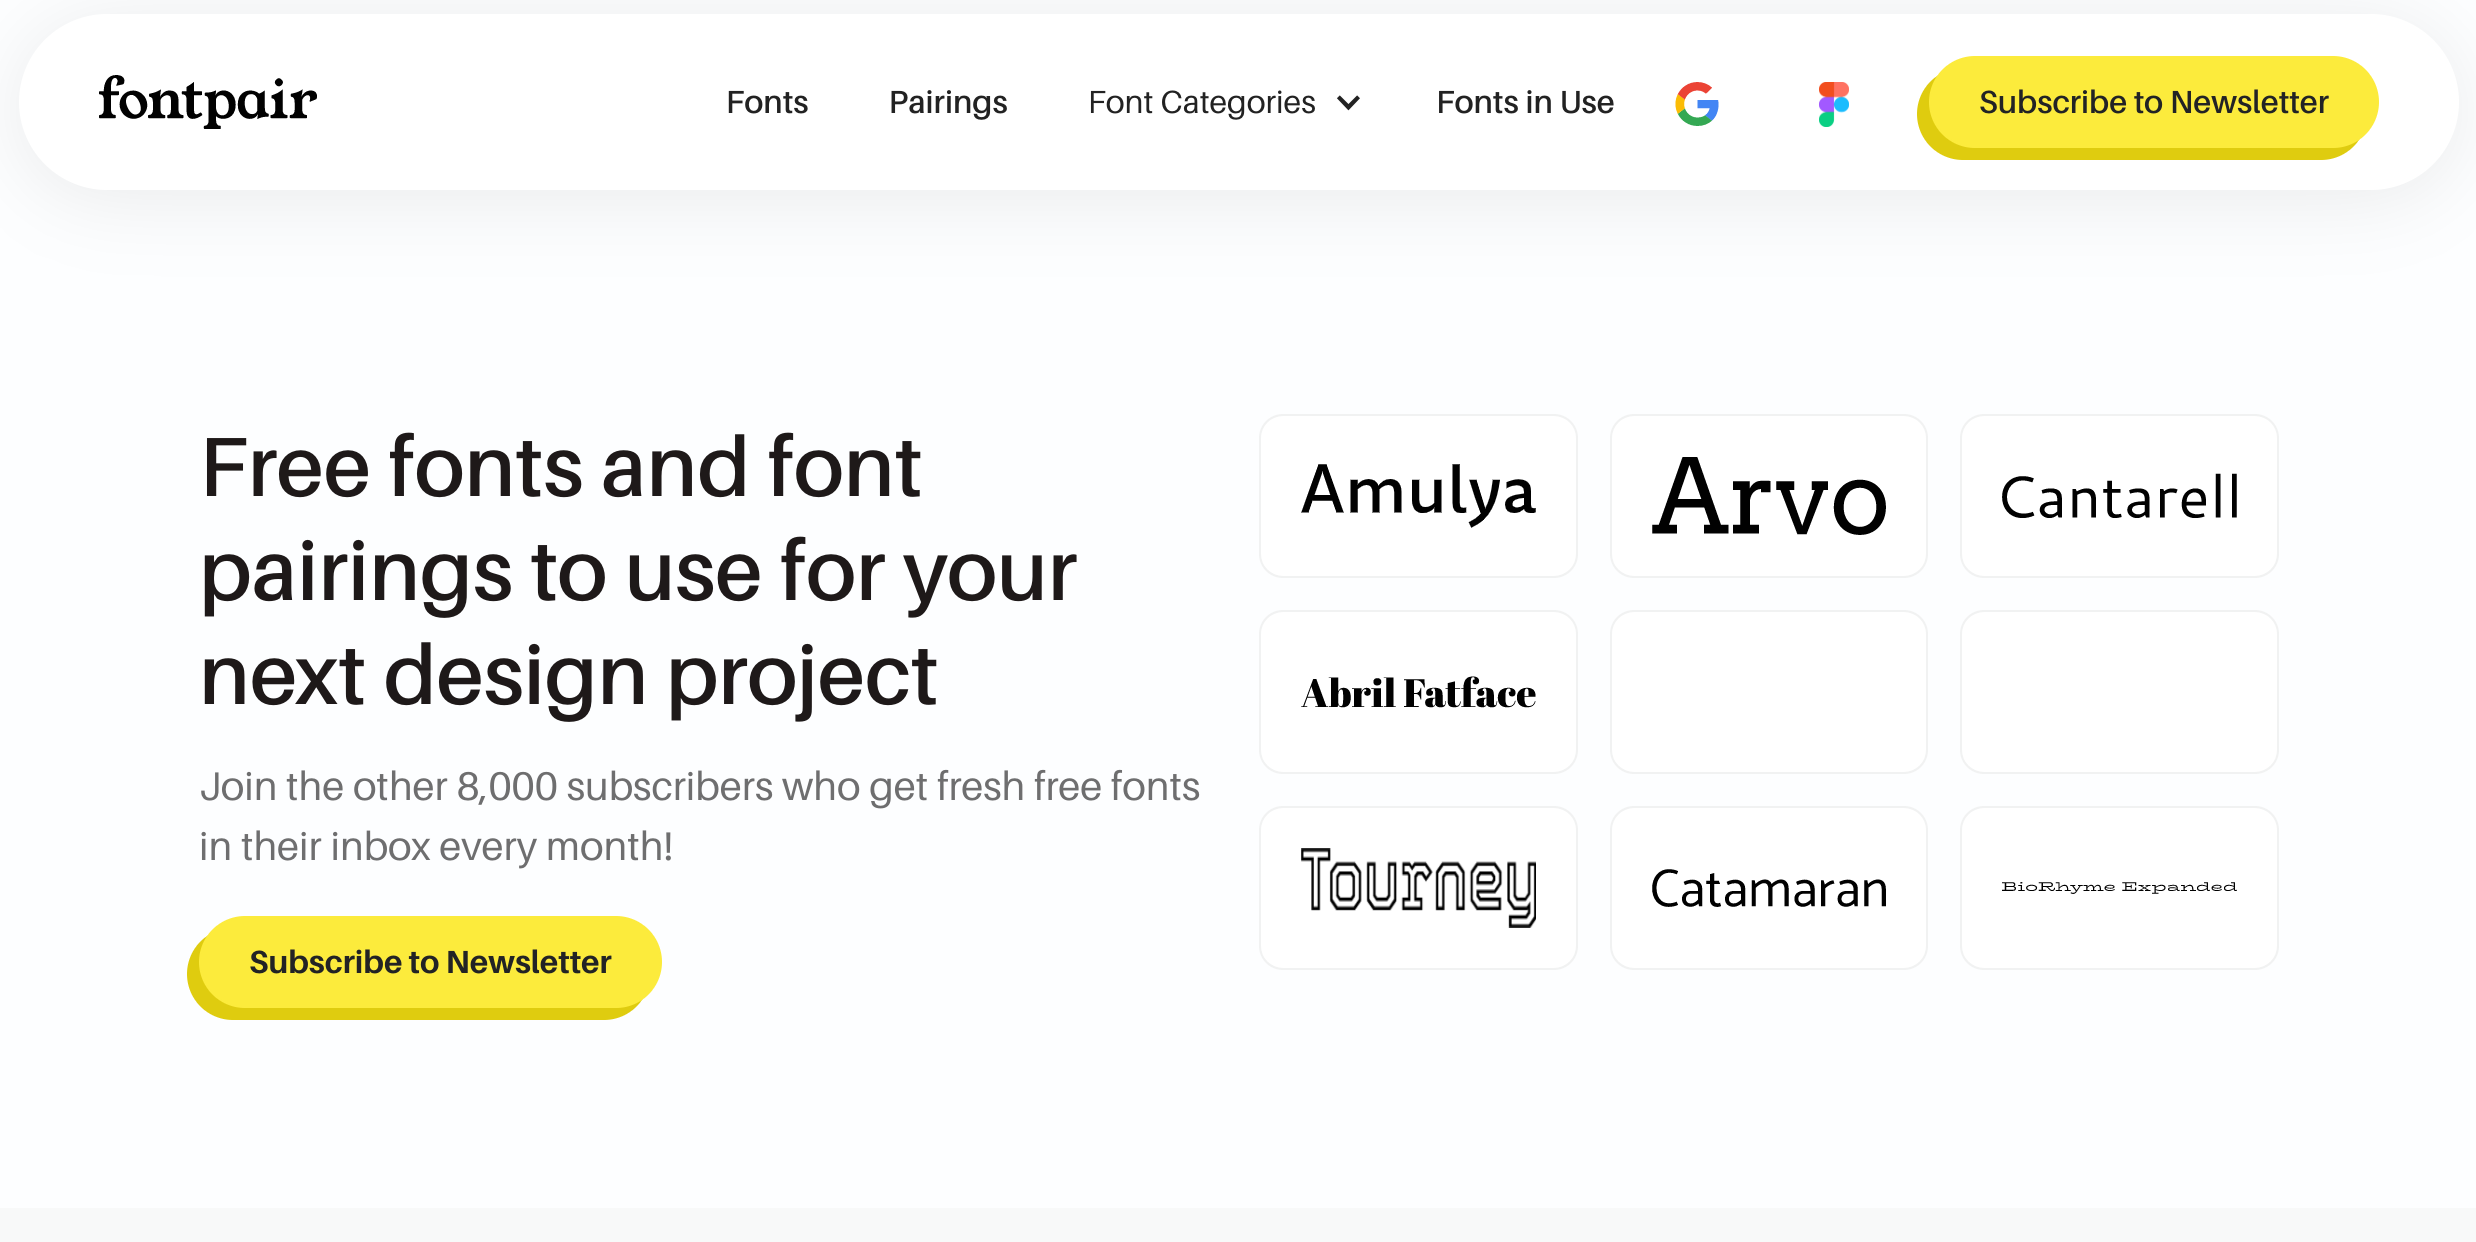 fontpair
Fonts
Pairings
Font Categories
Fonts in Use
Subscribe to Newsletter
Free fonts and font
pairings to use for your
next design project
Join the other 8,000 subscribers who get fresh free fonts
in their inbox every month!
Subscribe to Newsletter
Amulya
Arvo
Cantarell
Abril Fatface
Tourney
Catamaran
BioRhyme Expanded